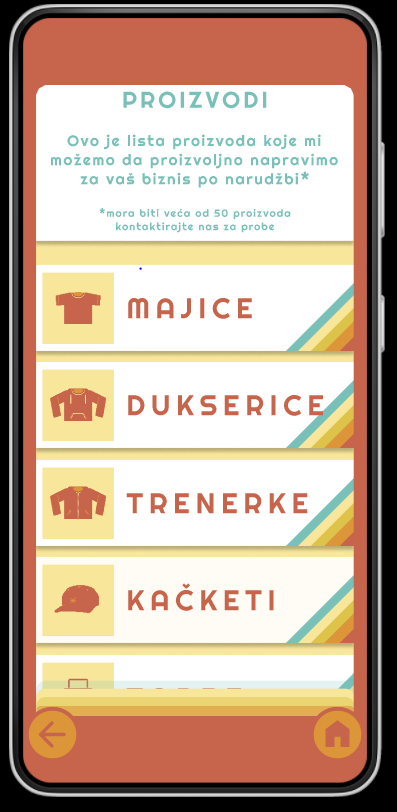 PROIZVODI
Ovo je lista proizvoda koje mi
možemo da proizvoljno napravimo
za vaš biznis po narudžbi*
*mora biti veća od 50 proizvoda
kontaktirajte nas za probe
MAJICE
DUKSERICE
TRENERKE
KAČKETI